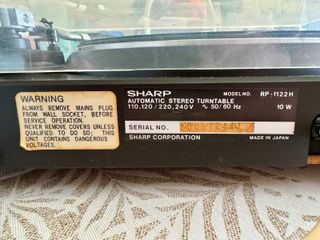 WARNING
ALWAYS REMOVE MAINS PLUG
FROM WALL SOCKET, BEFORE
SERVICE OPERATION.
NEVER REMOVE COVERS UNLESS
QUALIFIED TO DO SO; THIS
UNIT CONTAINS DANGEROUS
VOLTAGES.
SHARP MODEL NO. RP-1122H
AUTOMATIC STEREO TURNTABLE
110.120 / 220.240V ~ 50/60 Hz 10 W
SERIAL NO.
SHARP CORPORATION MADE IN JAPAN